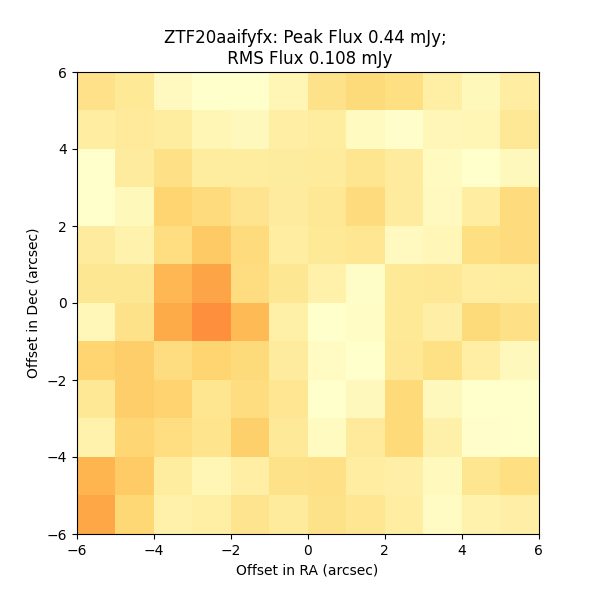 ZTF20aaifyfx: Peak Flux 0.44 mJy;
RMS Flux 0.108 mJy
6
4
2
0
−2
−4
−6
Offset in Dec (arcsec)
−6 −4 −2 0 2 4 6
Offset in RA (arcsec)